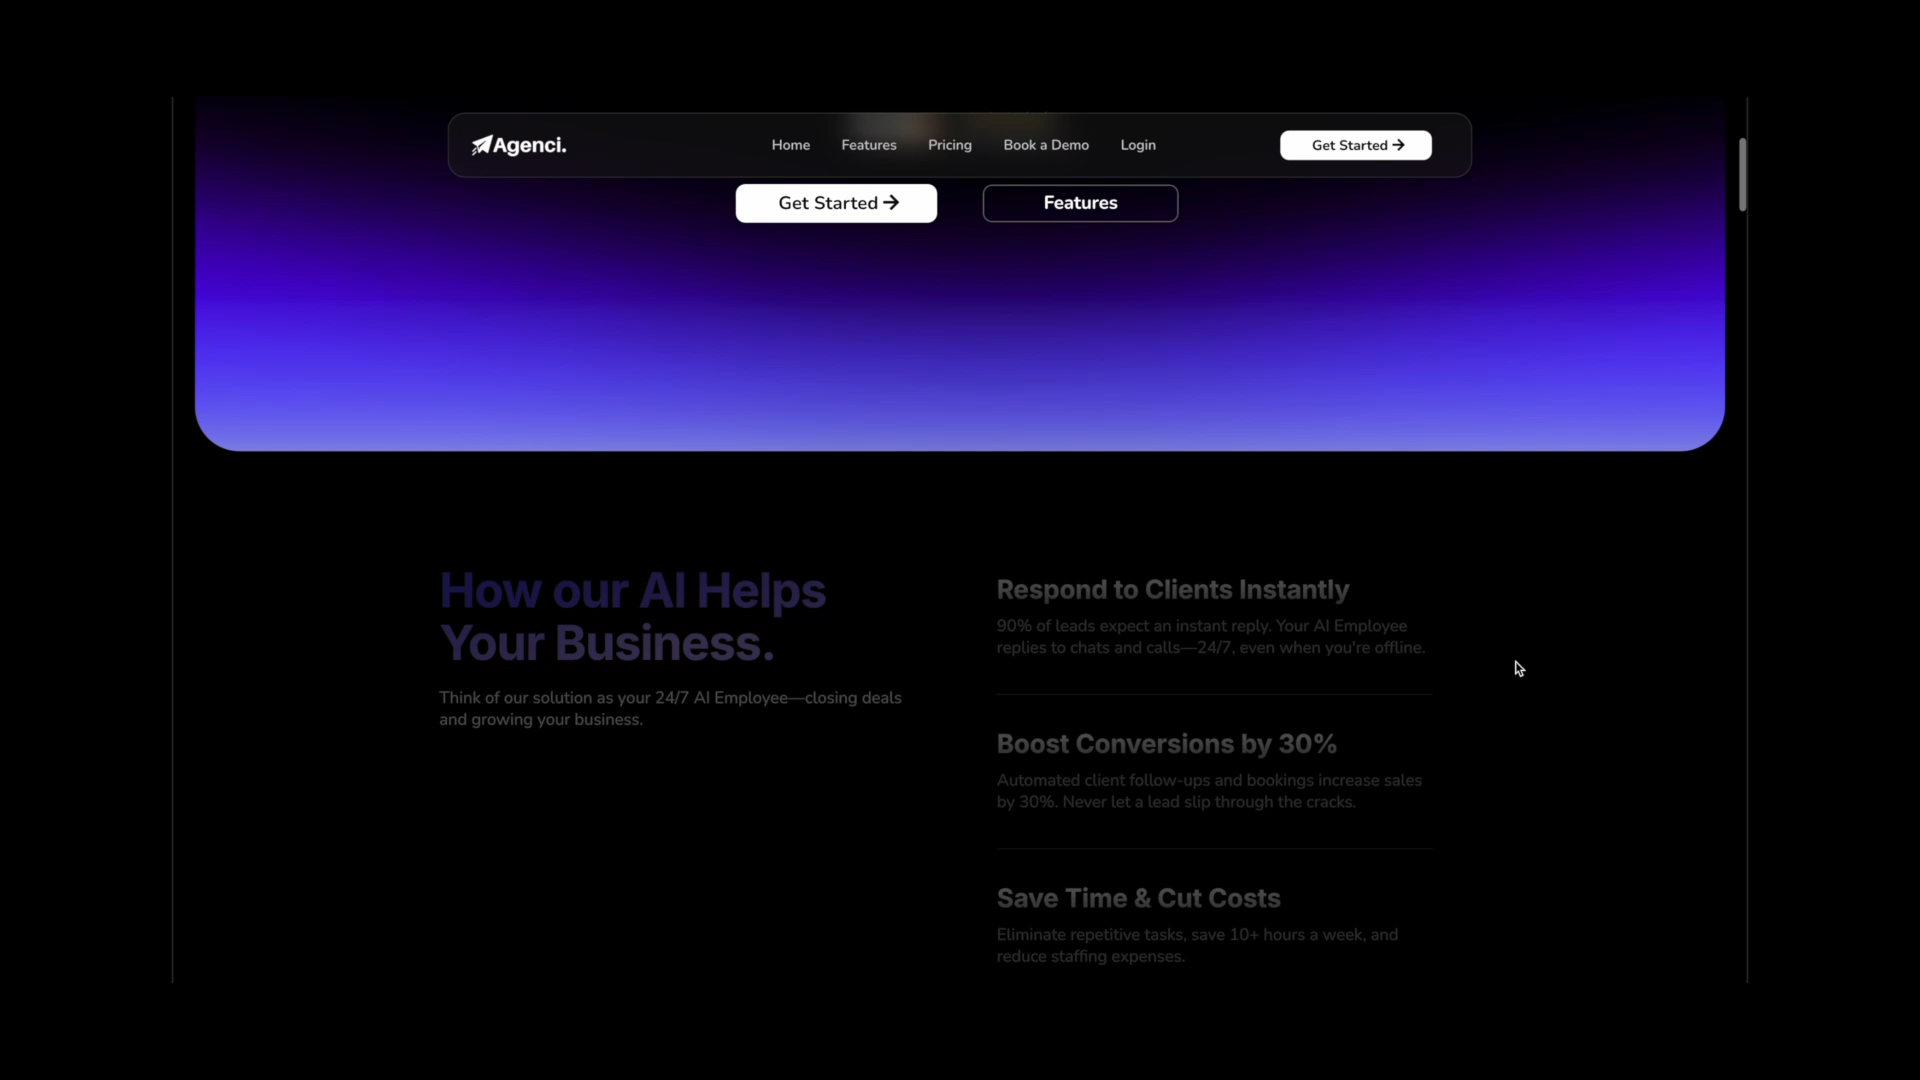 Agenci.
Home
Features
Pricing
Book a Demo
Login
Get Started →
Get Started →
Features
How our AI Helps
Your Business.
Think of our solution as your 24/7 AI Employee—closing deals
and growing your business.
Respond to Clients Instantly
90% of leads expect an instant reply. Your AI Employee
replies to chats and calls—24/7, even when you're offline.
Boost Conversions by 30%
Automated client follow-ups and bookings increase sales
by 30%. Never let a lead slip through the cracks.
Save Time & Cut Costs
Eliminate repetitive tasks, save 10+ hours a week, and
reduce staffing expenses.